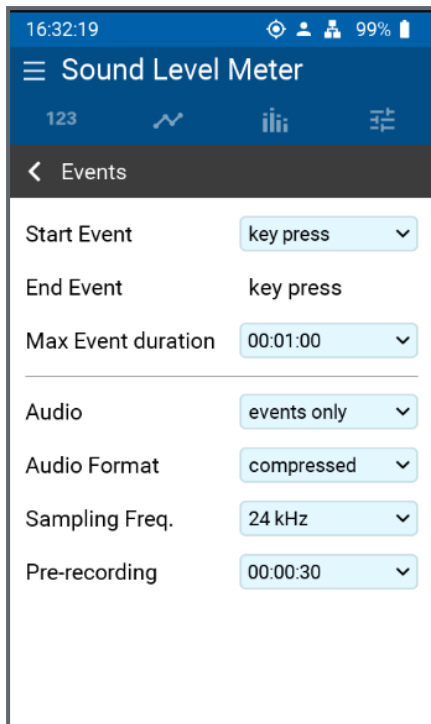 16:32:19 99%
Sound Level Meter
123
Events
Start Event key press
End Event key press
Max Event duration 00:01:00
Audio events only
Audio Format compressed
Sampling Freq. 24 kHz
Pre-recording 00:00:30